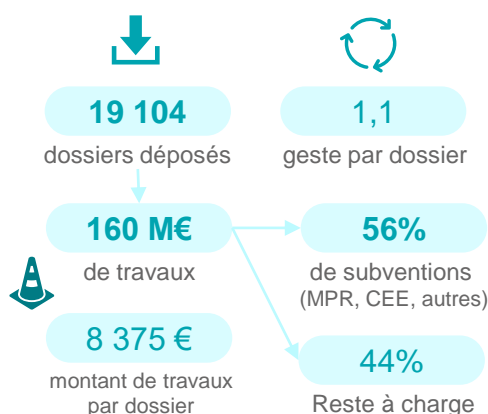 19 104
dossiers déposés
1,1
geste par dossier
160 M€
de travaux
56%
de subventions
(MPR, CEE, autres)
8 375 €
montant de travaux
par dossier
44%
Reste à charge